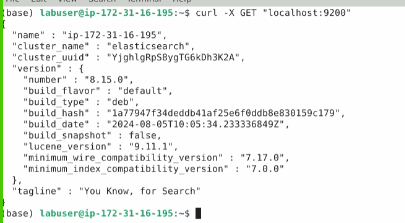 (base) labuser@ip-172-31-16-195:~$ curl -X GET "localhost:9200"
{
"name" : "ip-172-31-16-195",
"cluster_name" : "elasticsearch",
"cluster_uuid" : "YjghlgRpS8ygTG6kDh3K2A",
"version" : {
"number" : "8.15.0",
"build_flavor" : "default",
"build_type" : "deb",
"build_hash" : "1a77947f34deddb41af25e6f0ddb8e830159c179",
"build_date" : "2024-08-05T10:05:34.233336849Z",
"build_snapshot" : false,
"lucene_version" : "9.11.1",
"minimum_wire_compatibility_version" : "7.17.0",
"minimum_index_compatibility_version" : "7.0.0"
},
"tagline" : "You Know, for Search"
}
(base) labuser@ip-172-31-16-195:~$